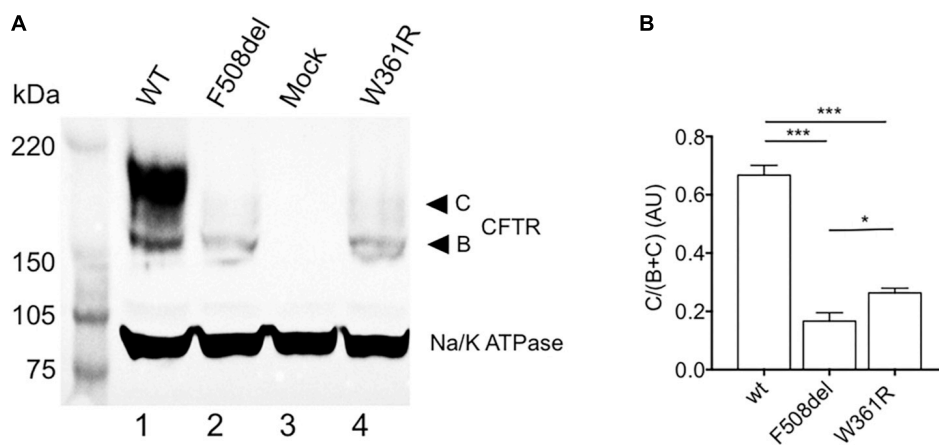 A
kDa
WT
F508del
Mock
W361R
220
150
105
75
C
CFTR
B
Na/K ATPase
1 2 3 4
B
C/(B+C) (AU)
0.8
0.6
0.4
0.2
0.0
***
***
*
wt
F508del
W361R